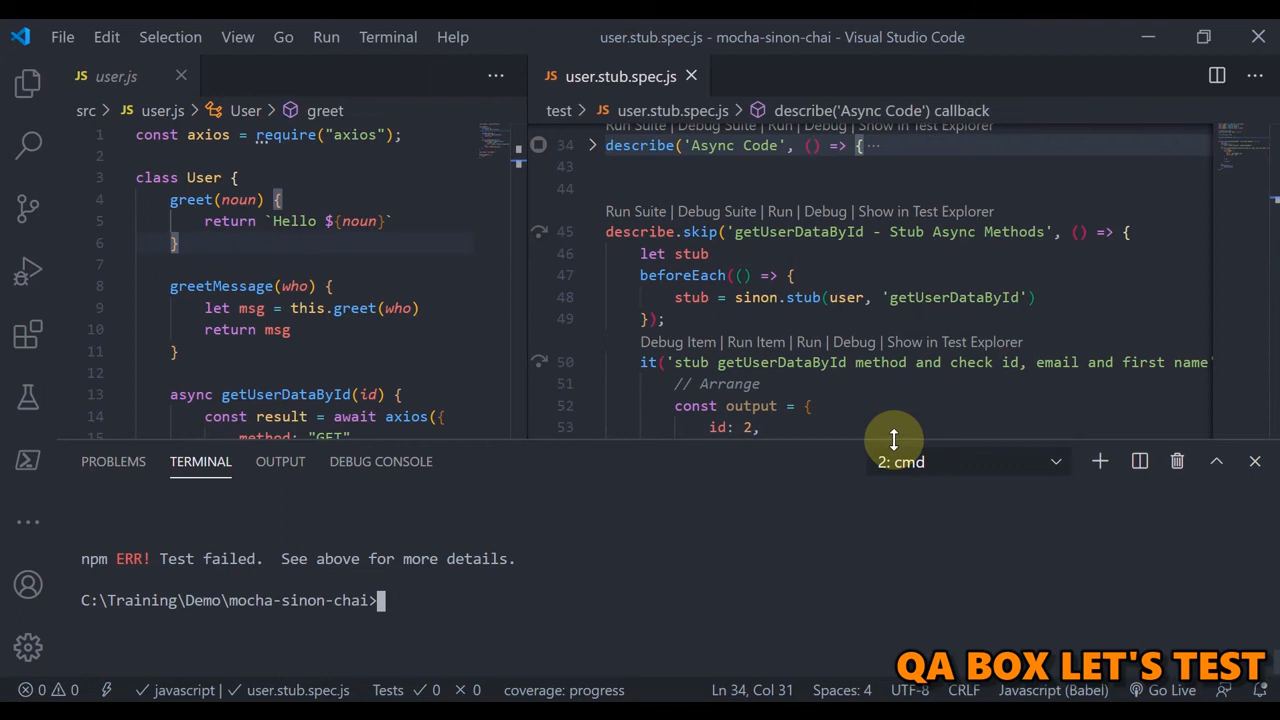 File Edit Selection View Go Run Terminal Help user.stub.spec.js - mocha-sinon-chai - Visual Studio Code
JS user.js
JS user.stub.spec.js
src JS user.js User greet
test JS user.stub.spec.js describe('Async Code') callback
1 const axios = require("axios");
2
3 class User {
4 greet(noun) {
5 return `Hello ${noun}`
6 }
7
8 greetMessage(who) {
9 let msg = this.greet(who)
10 return msg
11 }
12
13 async getUserDataById(id) {
14 const result = await axios({
15 method: "GET"
Run Suite | Debug Suite | Run | Debug | Show in Test Explorer
34 describe('Async Code', () => { ···
43
44
Run Suite | Debug Suite | Run | Debug | Show in Test Explorer
45 describe.skip('getUserDataById - Stub Async Methods', () => {
46 let stub
47 beforeEach(() => {
48 stub = sinon.stub(user, 'getUserDataById')
49 });
Debug Item | Run Item | Run | Debug | Show in Test Explorer
50 it('stub getUserDataById method and check id, email and first name'
51 // Arrange
52 const output = {
53 id: 2,
PROBLEMS TERMINAL OUTPUT DEBUG CONSOLE 2: cmd
npm ERR! Test failed. See above for more details.
C:\Training\Demo\mocha-sinon-chai>
QA BOX LET'S TEST
0 0 javascript | user.stub.spec.js Tests 0 0 coverage: progress Ln 34, Col 31 Spaces: 4 UTF-8 CRLF Javascript (Babel) Go Live